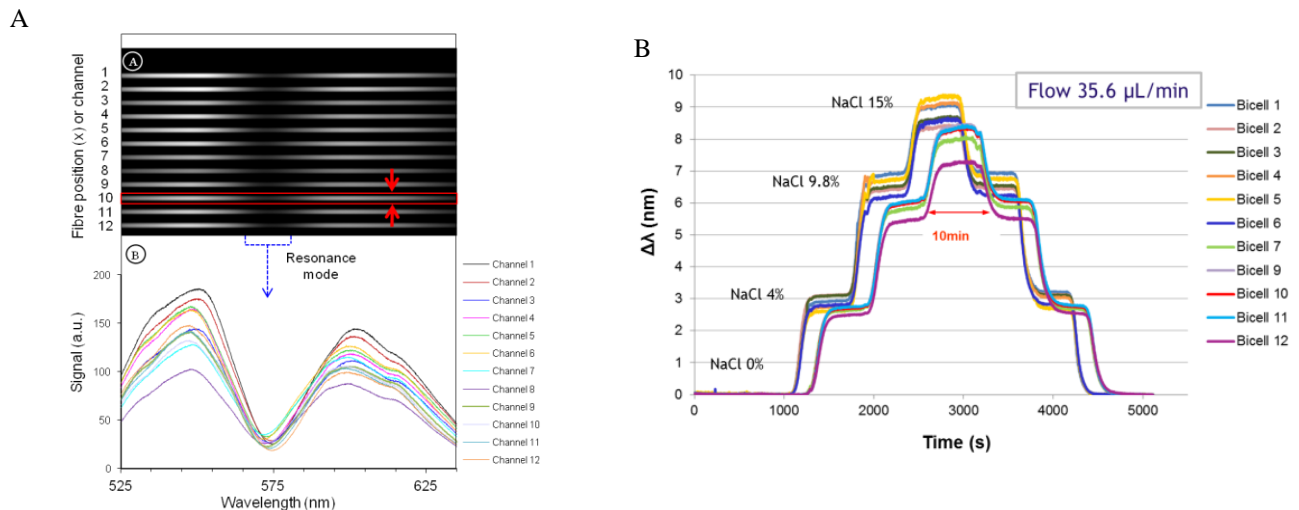 A
A
Fibre position (x) or channel
1
2
3
4
5
6
7
8
9
10
11
12
Resonance
mode
B
Signal (a.u.)
200
150
100
50
0
525
575
625
Wavelength (nm)
Channel 1
Channel 2
Channel 3
Channel 4
Channel 5
Channel 6
Channel 7
Channel 8
Channel 9
Channel 10
Channel 11
Channel 12
B
Flow 35.6 µL/min
Δλ (nm)
10
9
8
7
6
5
4
3
2
1
0
NaCl 15%
NaCl 9.8%
NaCl 4%
NaCl 0%
10min
0
1000
2000
3000
4000
5000
Time (s)
Bicell 1
Bicell 2
Bicell 3
Bicell 4
Bicell 5
Bicell 6
Bicell 7
Bicell 9
Bicell 10
Bicell 11
Bicell 12